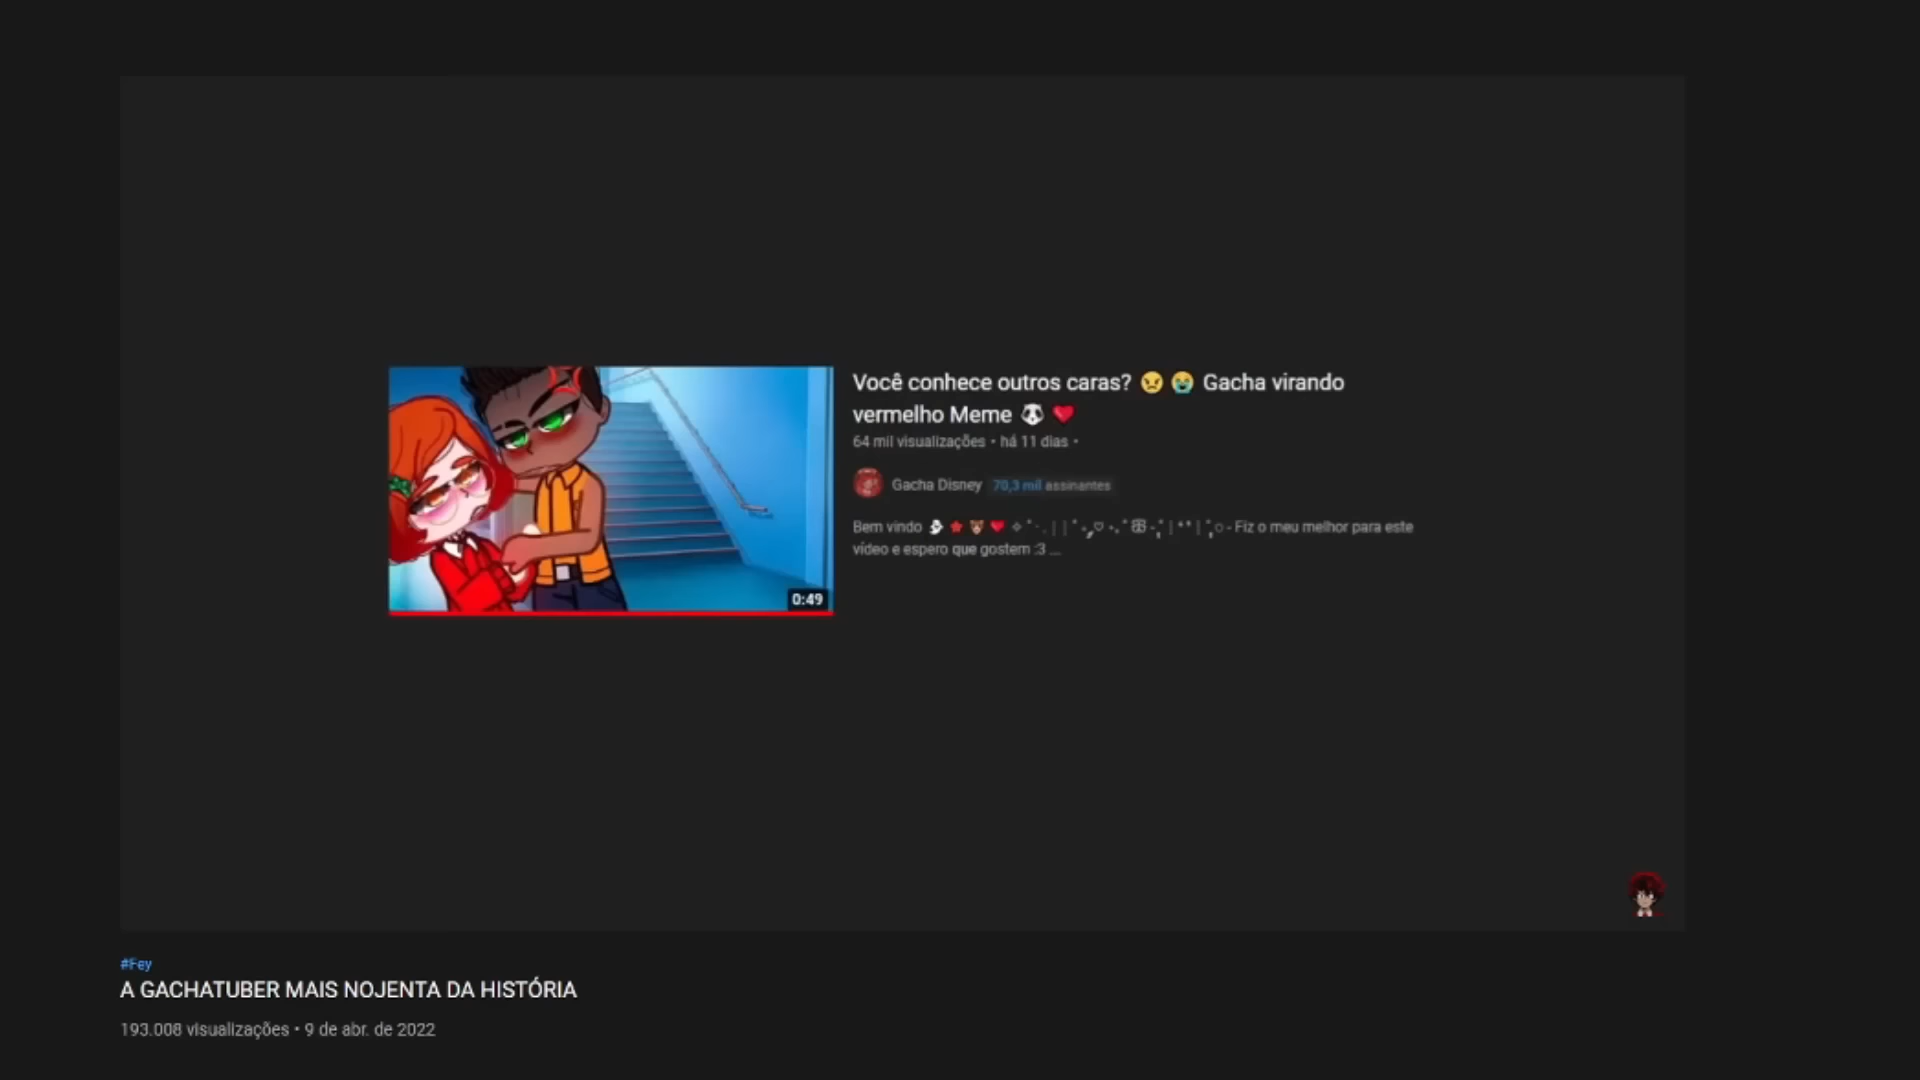 Você conhece outros caras? 😠 😭 Gacha virando
vermelho Meme 🐼 ❤️
64 mil visualizações • há 11 dias •
Gacha Disney 70,3 mil assinantes
Bem vindo - Fiz o meu melhor para este
vídeo e espero que gostem :3 ...
0:49
#Fey
A GACHATUBER MAIS NOJENTA DA HISTÓRIA
193.008 visualizações • 9 de abr. de 2022